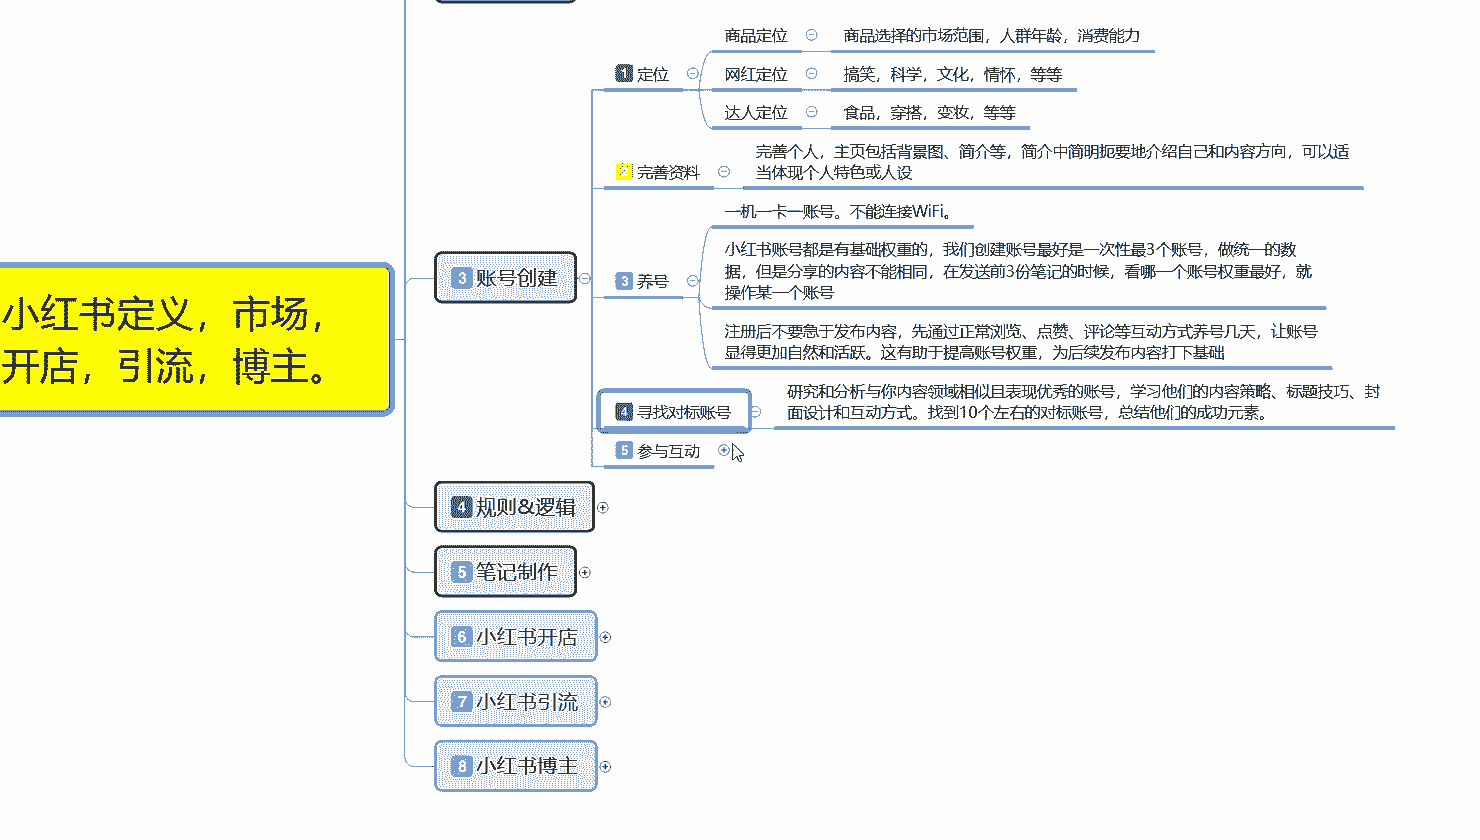 小红书定义，市场，
开店，引流，博主。
3 账号创建
1 定位
商品定位
商品选择的市场范围，人群年龄，消费能力
网红定位
搞笑，科学，文化，情怀，等等
达人定位
食品，穿搭，变妆，等等
2 完善资料
完善个人，主页包括背景图、简介等，简介中简明扼要地介绍自己和内容方向，可以适
当体现个人特色或人设
3 养号
一机一卡一账号。不能连接WiFi。
小红书账号都是有基础权重的，我们创建账号最好是一次性最3个账号，做统一的数
据，但是分享的内容不能相同，在发送前3份笔记的时候，看哪一个账号权重最好，就
操作某一个账号
注册后不要急于发布内容，先通过正常浏览、点赞、评论等互动方式养号几天，让账号
显得更加自然和活跃。这有助于提高账号权重，为后续发布内容打下基础
4 寻找对标账号
研究和分析与你内容领域相似且表现优秀的账号，学习他们的内容策略、标题技巧、封
面设计和互动方式。找到10个左右的对标账号，总结他们的成功元素。
5 参与互动
4 规则&逻辑
5 笔记制作
6 小红书开店
7 小红书引流
8 小红书博主